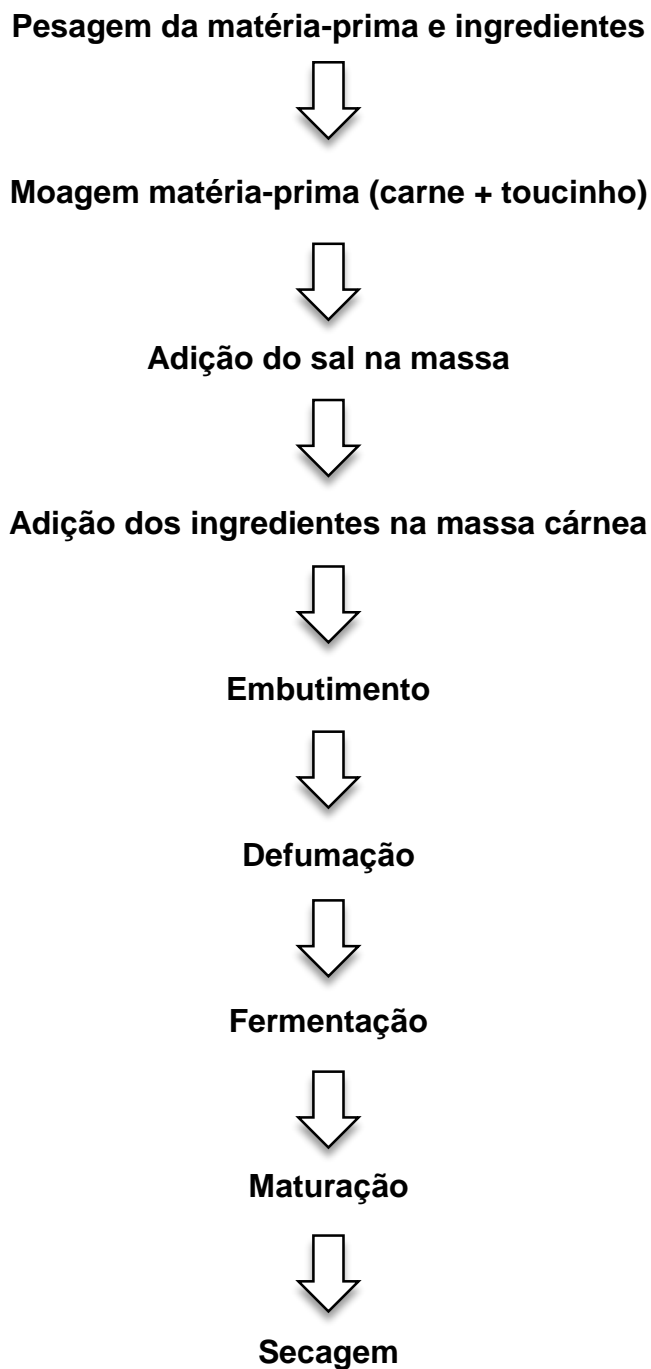 Pesagem da matéria-prima e ingredientes
Moagem matéria-prima (carne + toucinho)
Adição do sal na massa
Adição dos ingredientes na massa cárnea
Embutimento
Defumação
Fermentação
Maturação
Secagem